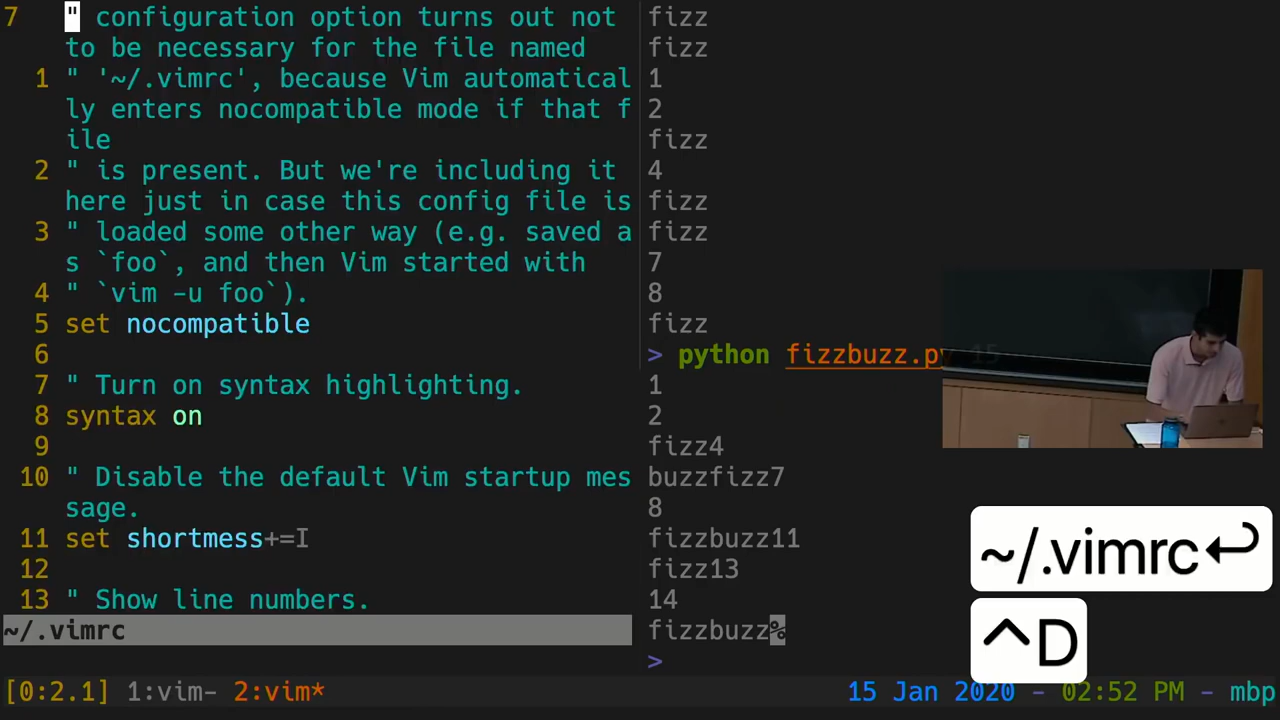 7 " configuration option turns out not
to be necessary for the file named
1 " '~/.vimrc', because Vim automatical
ly enters nocompatible mode if that f
ile
2 " is present. But we're including it
here just in case this config file is
3 " loaded some other way (e.g. saved a
s `foo`, and then Vim started with
4 " `vim -u foo`).
5 set nocompatible
6
7 " Turn on syntax highlighting.
8 syntax on
9
10 " Disable the default Vim startup mes
sage.
11 set shortmess+=I
12
13 " Show line numbers.
~/.vimrc
fizz
fizz
1
2
fizz
4
fizz
fizz
7
8
fizz
> python fizzbuzz.py 15
1
2
fizz4
buzzfizz7
8
fizzbuzz11
fizz13
14
fizzbuzz%
>
~/.vimrc↵
^D
[0:2.1] 1:vim- 2:vim* 15 Jan 2020 - 02:52 PM - mbp